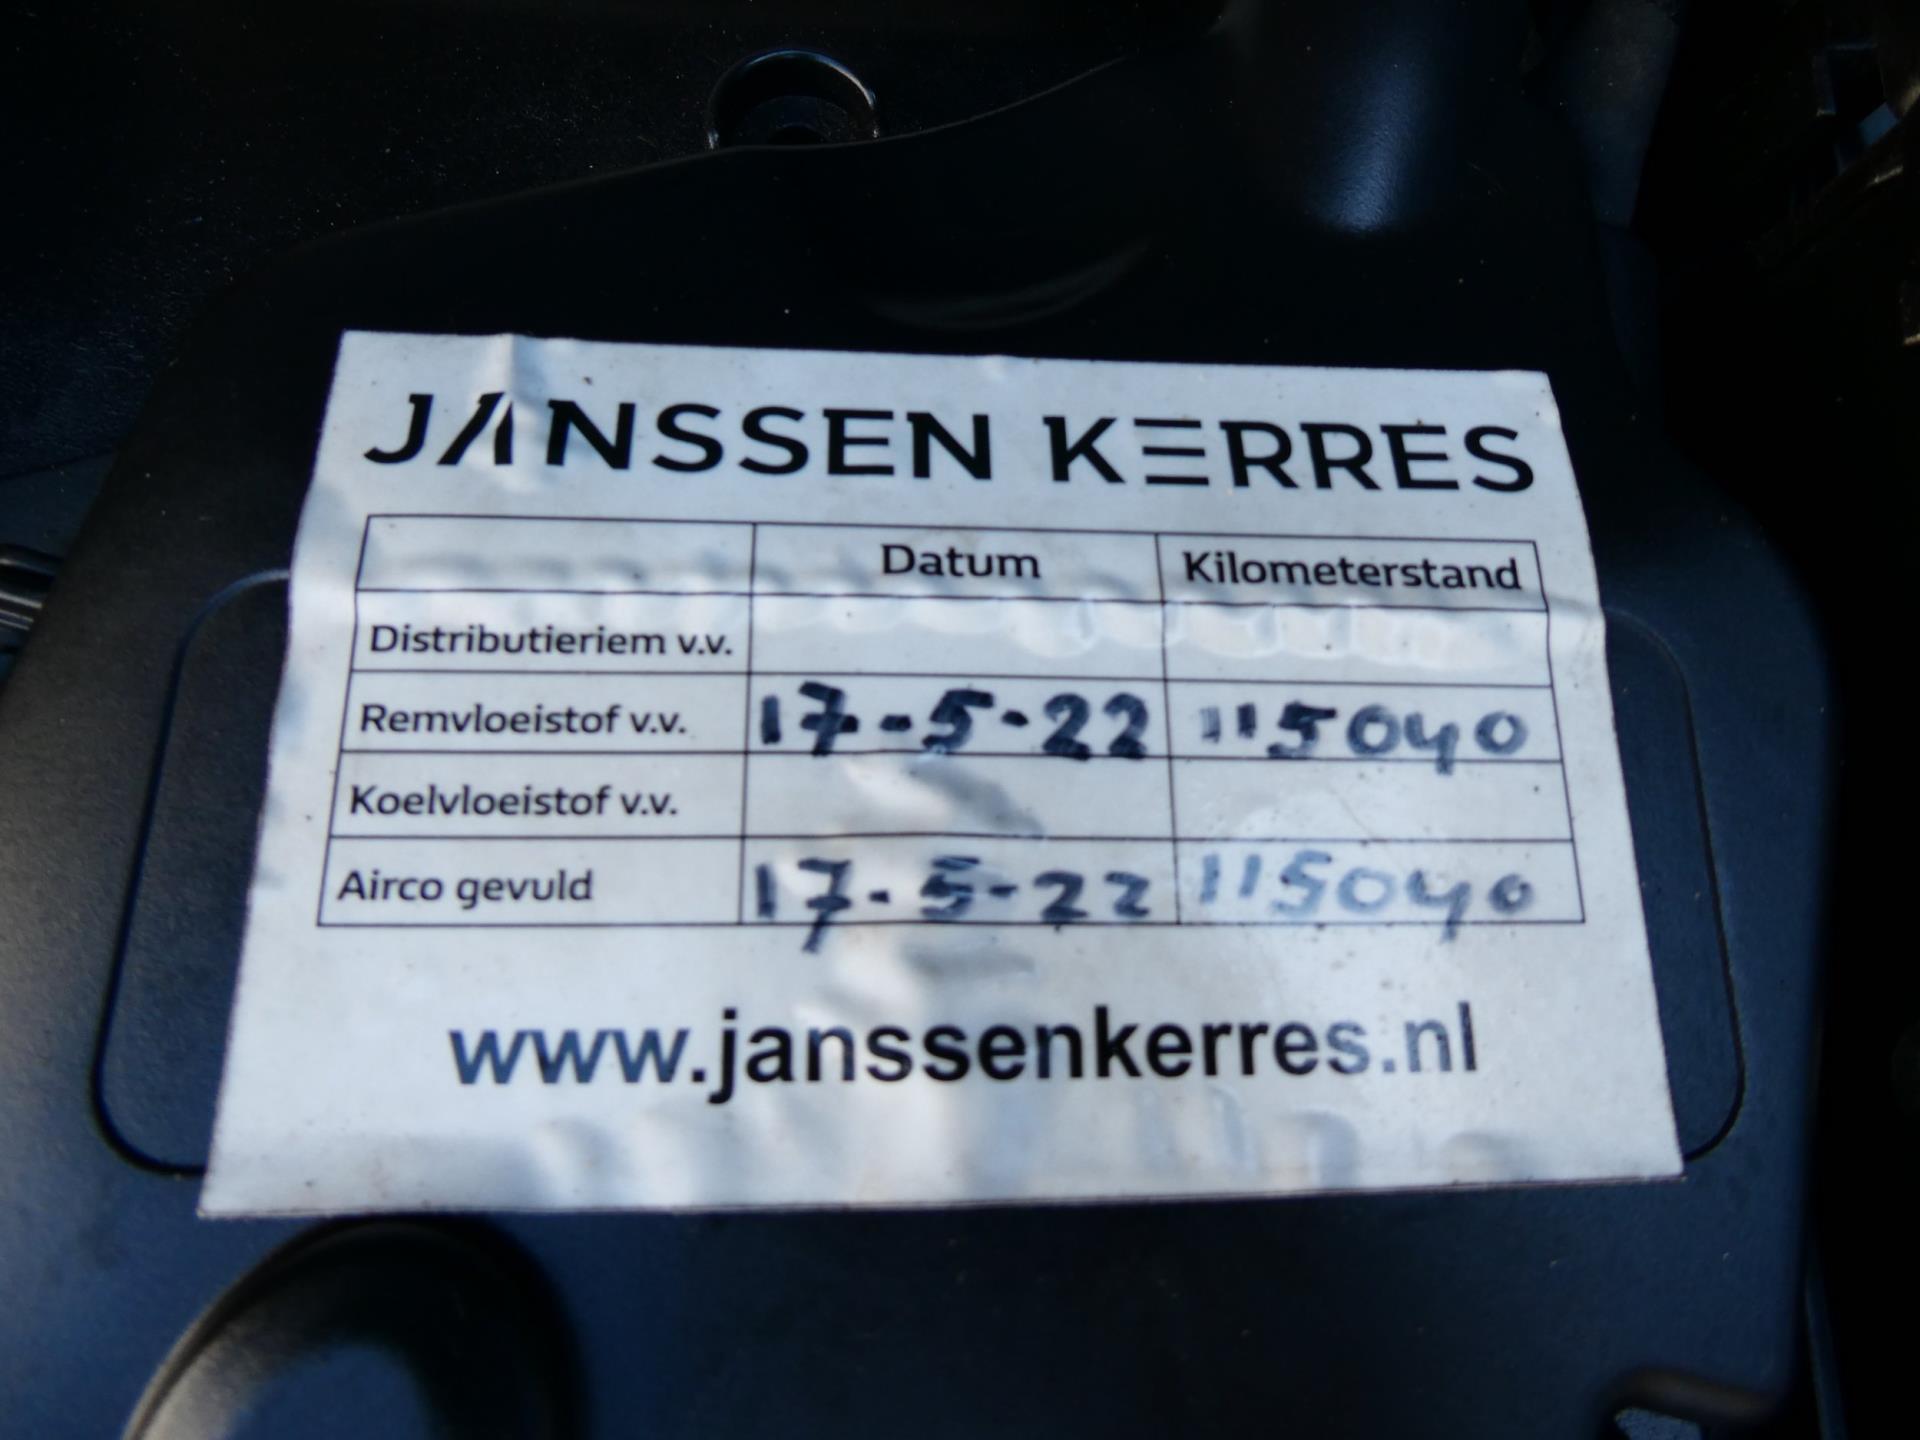 JANSSEN KERRES
Datum Kilometerstand
Distributieriem v.v.
Remvloeistof v.v. 17-5-22 115040
Koelvloeistof v.v.
Airco gevuld 17-5-22 115040
www.janssenkerres.nl